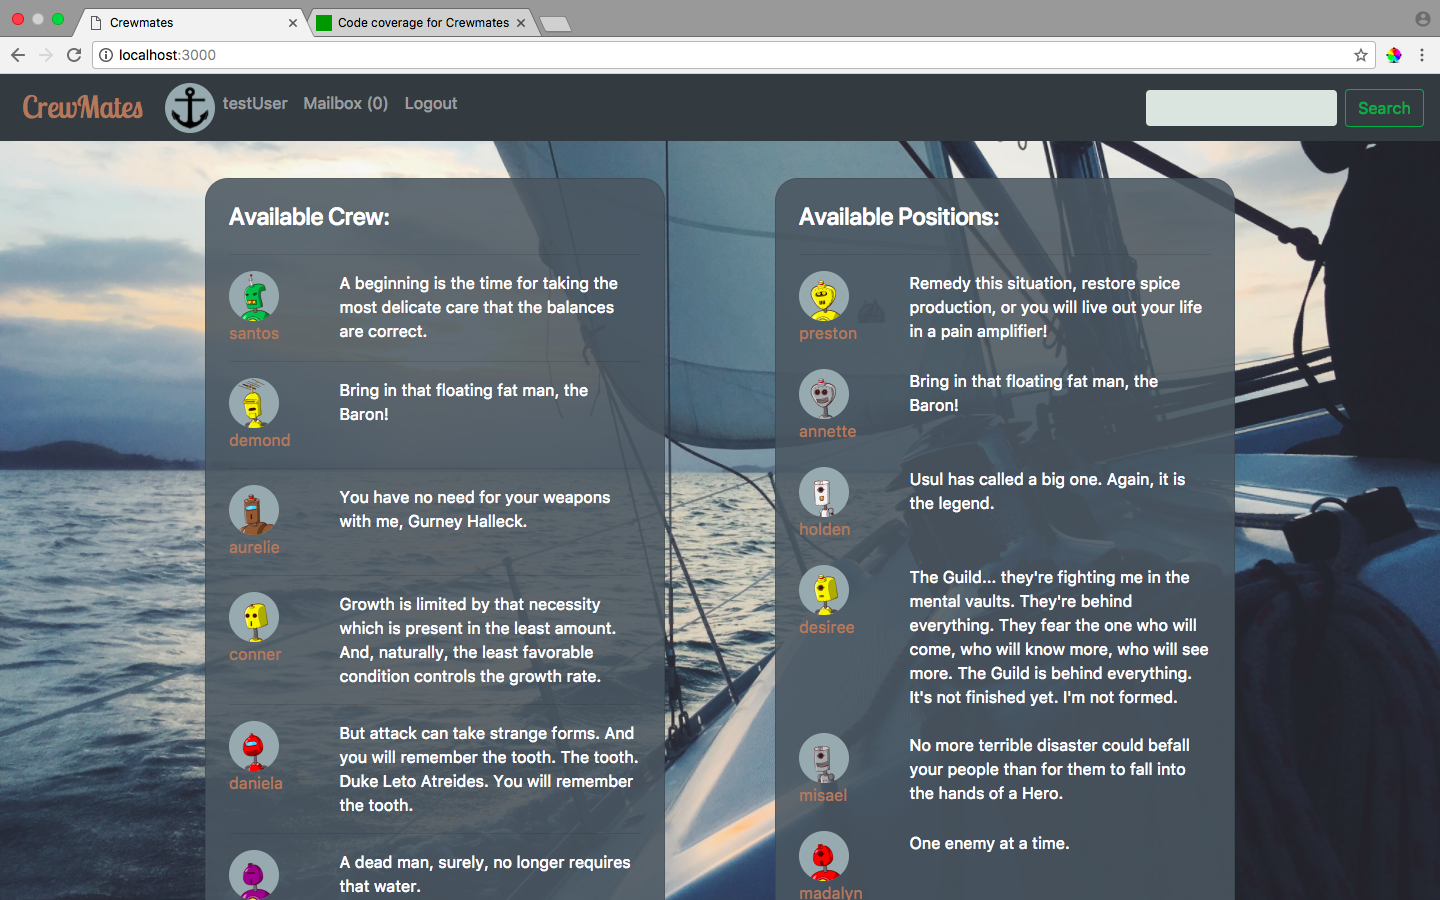 Crewmates
Code coverage for Crewmates
localhost:3000
CrewMates
testUser
Mailbox (0)
Logout
Search
Available Crew:
santos
A beginning is the time for taking the
most delicate care that the balances
are correct.
demond
Bring in that floating fat man, the
Baron!
aurelie
You have no need for your weapons
with me, Gurney Halleck.
conner
Growth is limited by that necessity
which is present in the least amount.
And, naturally, the least favorable
condition controls the growth rate.
daniela
But attack can take strange forms. And
you will remember the tooth. The tooth.
Duke Leto Atreides. You will remember
the tooth.
A dead man, surely, no longer requires
that water.
Available Positions:
preston
Remedy this situation, restore spice
production, or you will live out your life
in a pain amplifier!
annette
Bring in that floating fat man, the
Baron!
holden
Usul has called a big one. Again, it is
the legend.
desiree
The Guild... they're fighting me in the
mental vaults. They're behind
everything. They fear the one who will
come, who will know more, who will see
more. The Guild is behind everything.
It's not finished yet. I'm not formed.
misael
No more terrible disaster could befall
your people than for them to fall into
the hands of a Hero.
madalyn
One enemy at a time.